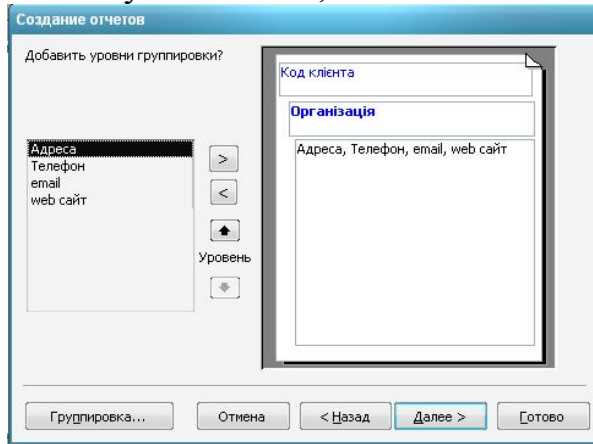 Создание отчетов
Добавить уровни группировки?
Код клієнта
Організація
Адреса, Телефон, email, web сайт
Адреса
Телефон
email
web сайт
>
<
Уровень
Группировка...
Отмена
< Назад
Далее >
Готово